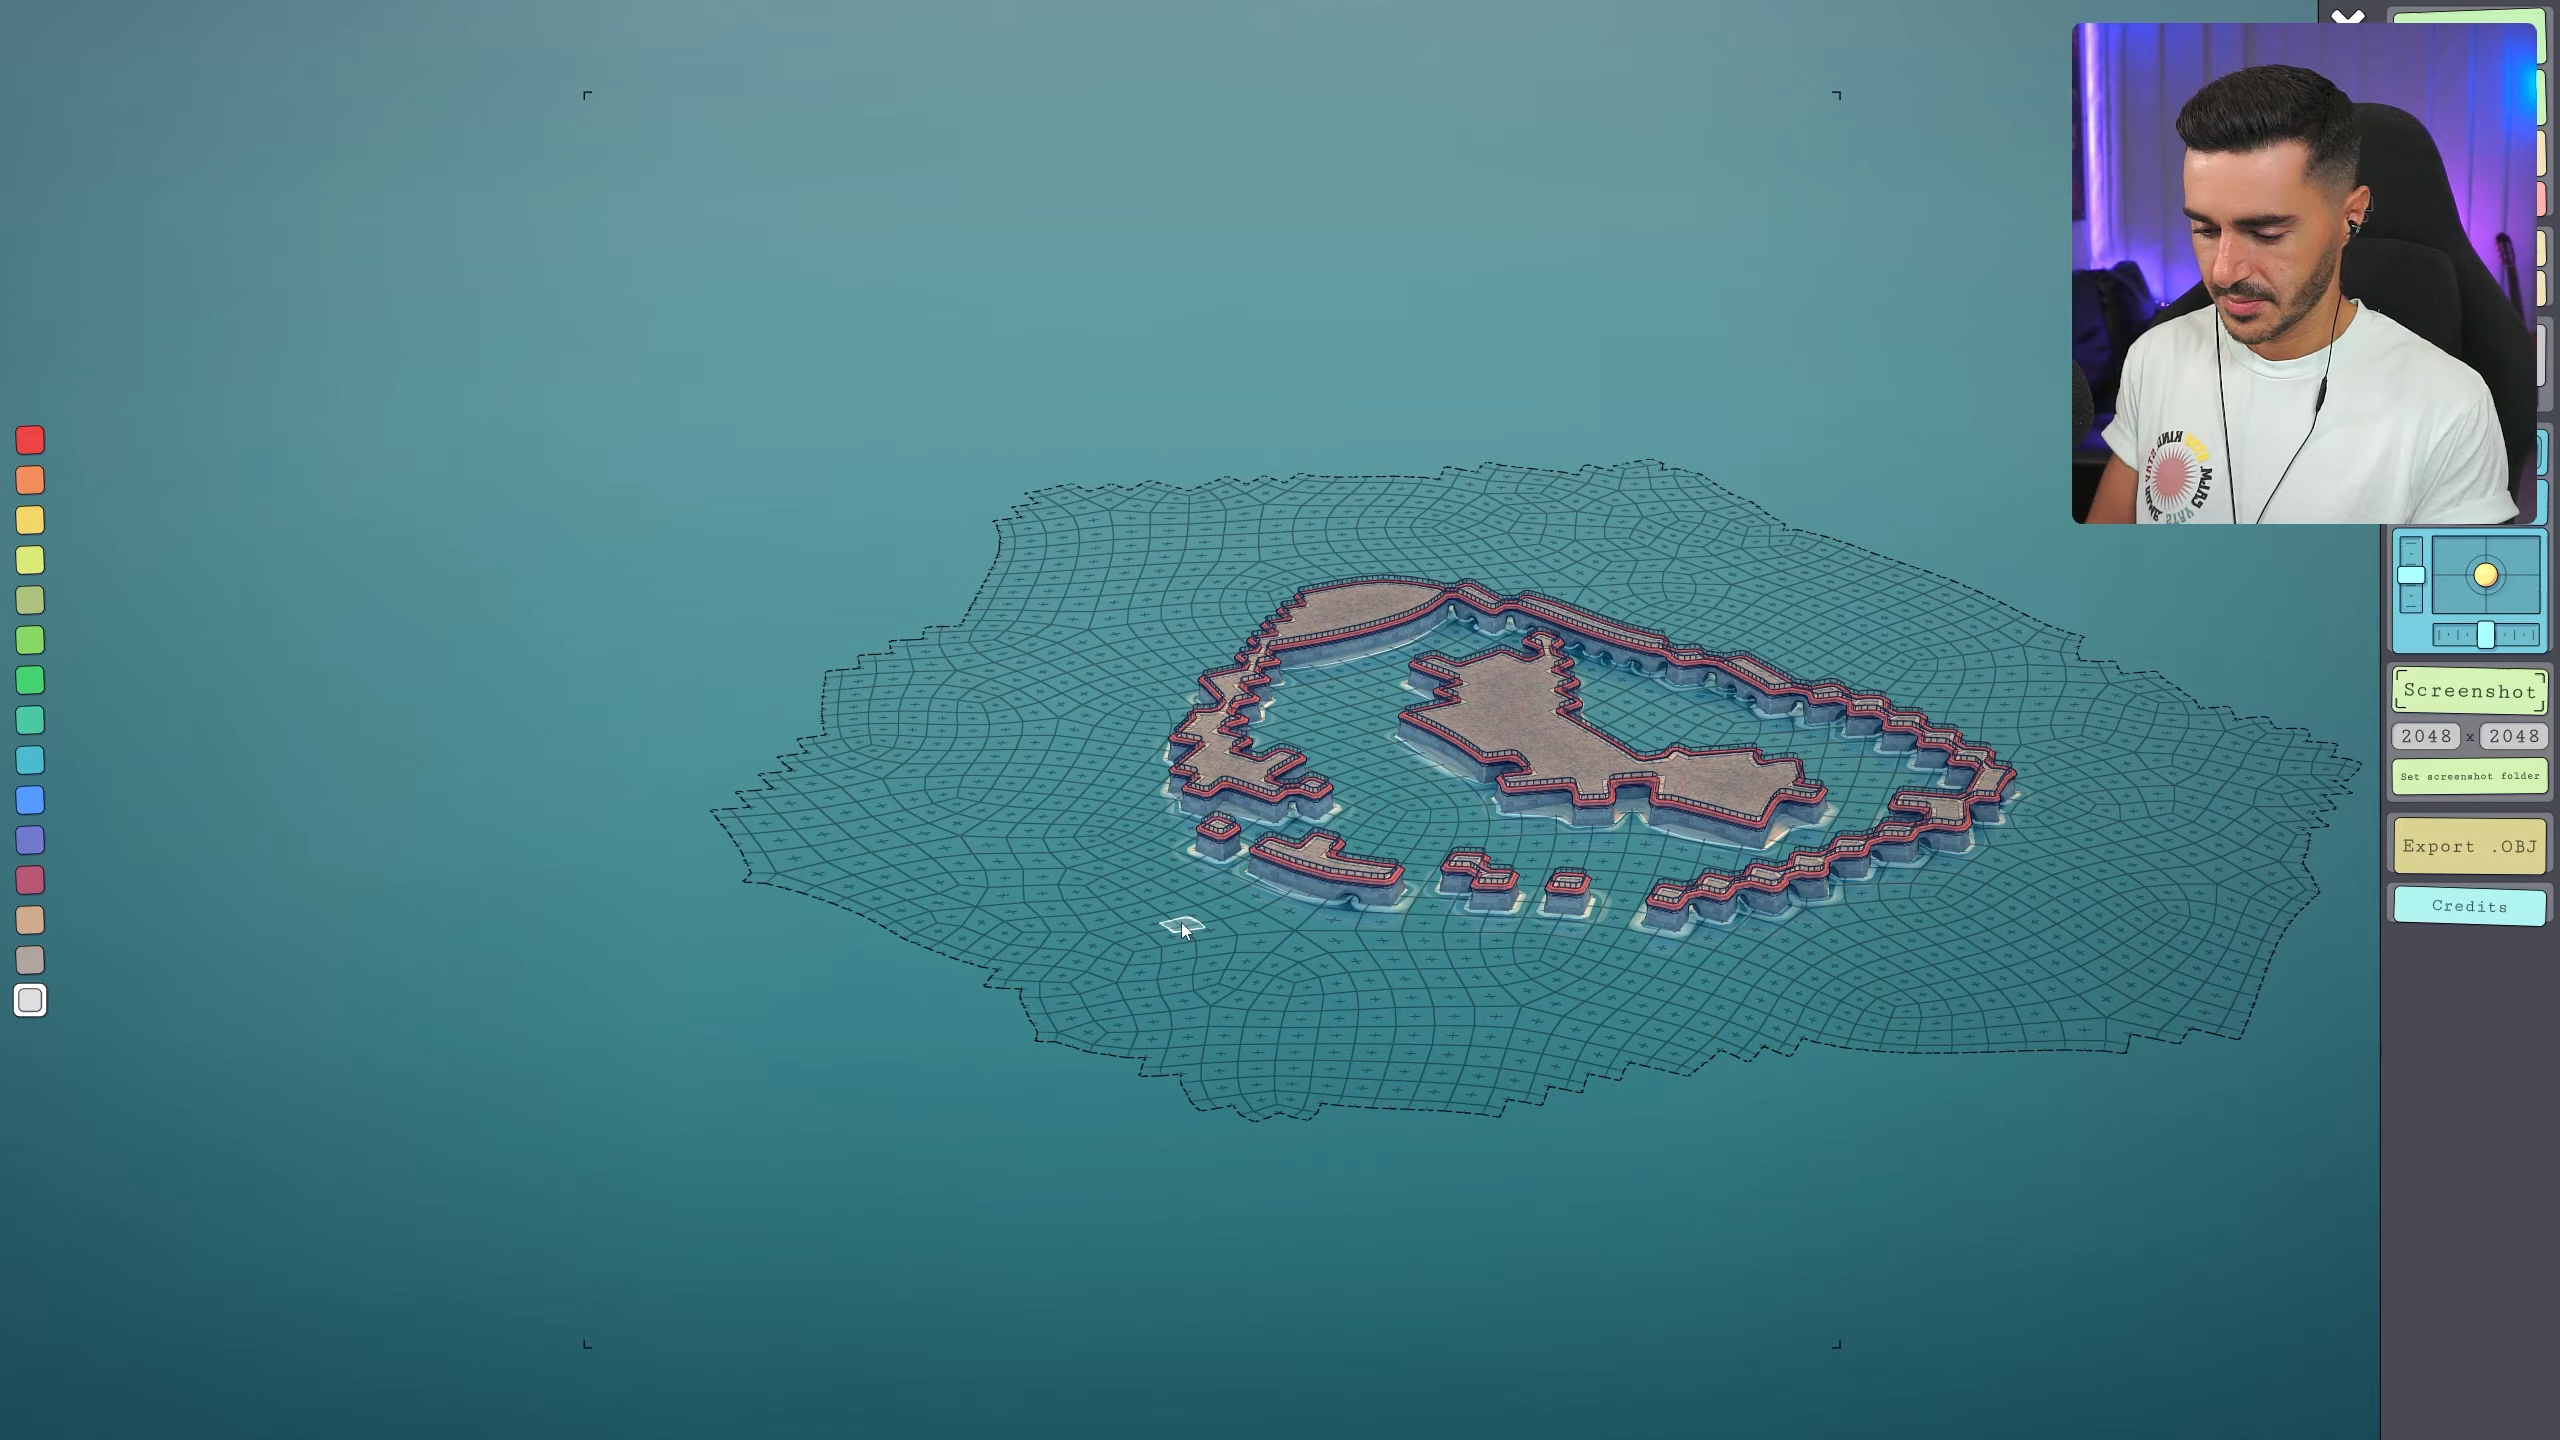 Screenshot
2048 x 2048
Set screenshot folder
Export .OBJ
Credits